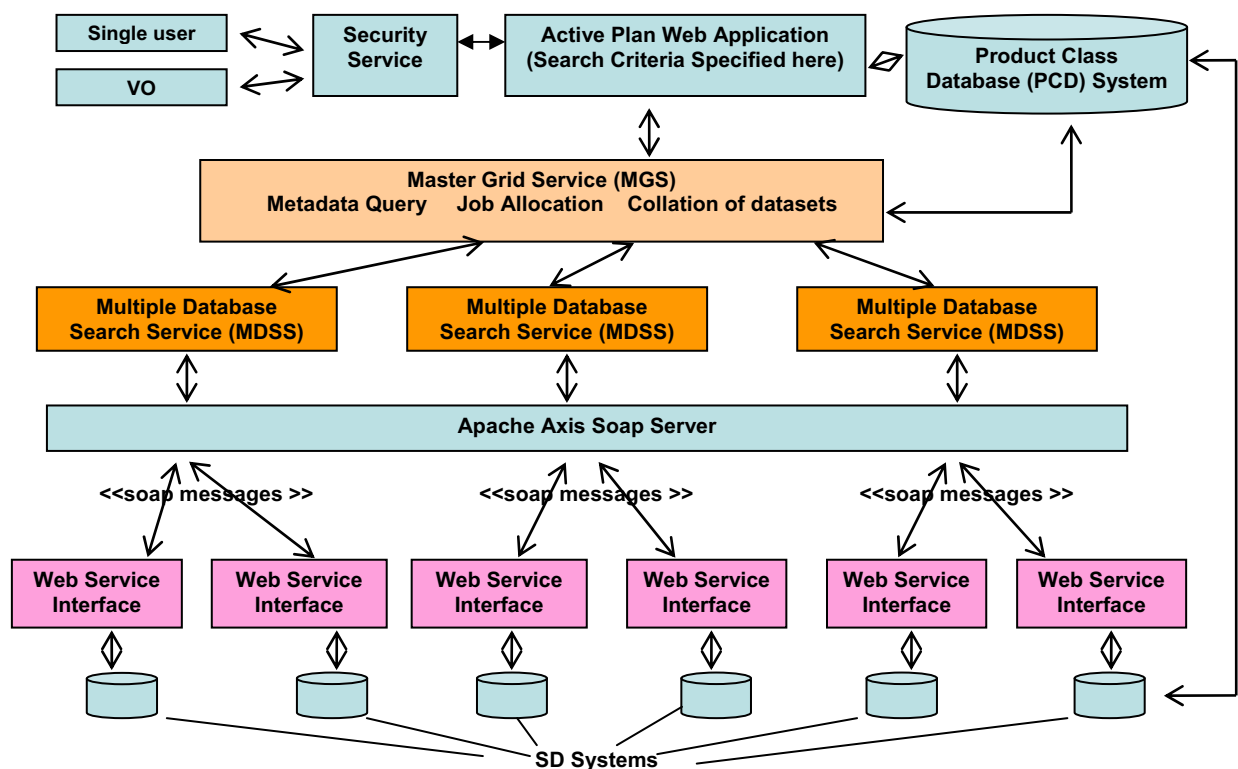 Single user
VO
Security
Service
Active Plan Web Application
(Search Criteria Specified here)
Product Class
Database (PCD) System
Master Grid Service (MGS)
Metadata Query Job Allocation Collation of datasets
Multiple Database
Search Service (MDSS)
Multiple Database
Search Service (MDSS)
Multiple Database
Search Service (MDSS)
Apache Axis Soap Server
<<soap messages >>
<<soap messages >>
<<soap messages >>
Web Service
Interface
Web Service
Interface
Web Service
Interface
Web Service
Interface
Web Service
Interface
Web Service
Interface
SD Systems